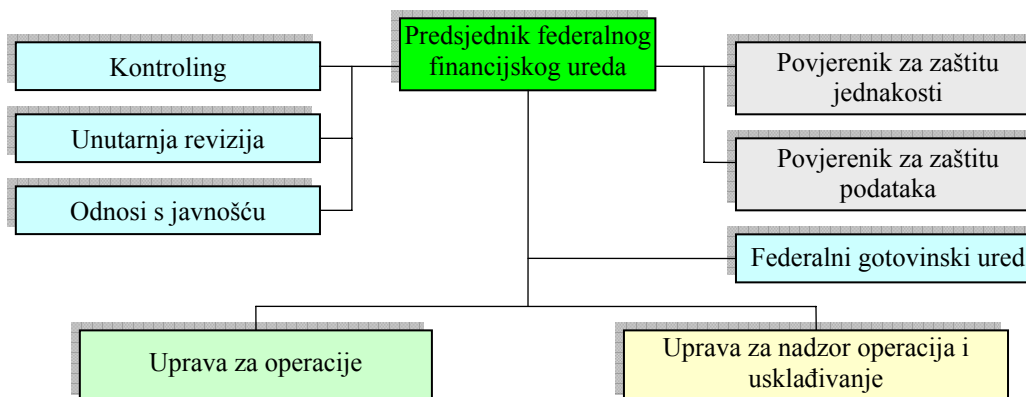 Predsjednik federalnog
financijskog ureda
Kontroling
Unutarnja revizija
Odnosi s javnošću
Povjerenik za zaštitu
jednakosti
Povjerenik za zaštitu
podataka
Federalni gotovinski ured
Uprava za operacije
Uprava za nadzor operacija i
usklađivanje